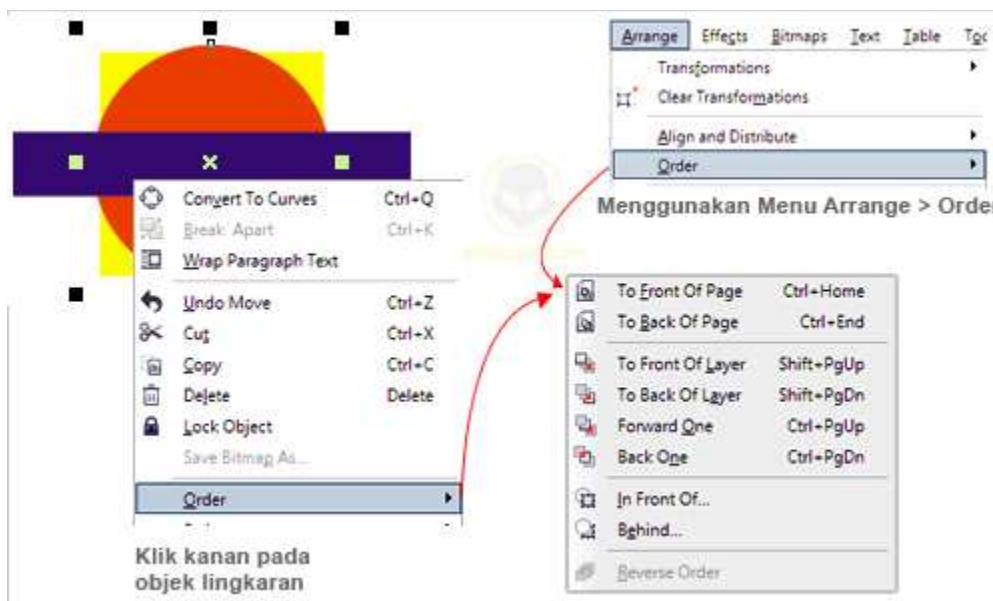 Arrange Effects Bitmaps Text Table
Transformations
Clear Transformations
Align and Distribute
Order
Menggunakan Menu Arrange > Order
Convert To Curves Ctrl+Q
Break Apart Ctrl+K
Wrap Paragraph Text
Undo Move Ctrl+Z
Cut Ctrl+X
Copy Ctrl+C
Delete Delete
Lock Object
Save Bitmap As...
Order
Klik kanan pada
objek lingkaran
To Front Of Page Ctrl+Home
To Back Of Page Ctrl+End
To Front Of Layer Shift+PgUp
To Back Of Layer Shift+PgDn
Forward One Ctrl+PgUp
Back One Ctrl+PgDn
In Front Of...
Behind...
Reverse Order